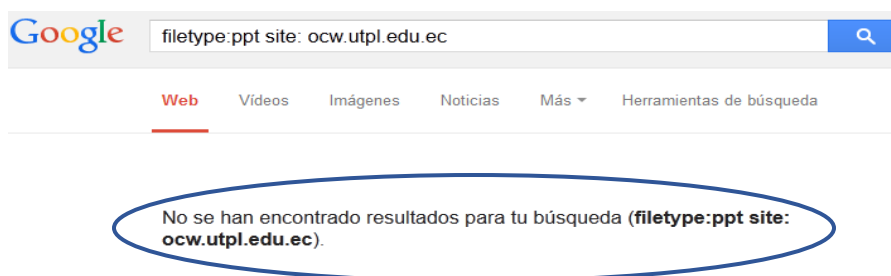 Google filetype:ppt site: ocw.utpl.edu.ec
Web Vídeos Imágenes Noticias Más Herramientas de búsqueda
No se han encontrado resultados para tu búsqueda (filetype:ppt site:
ocw.utpl.edu.ec).